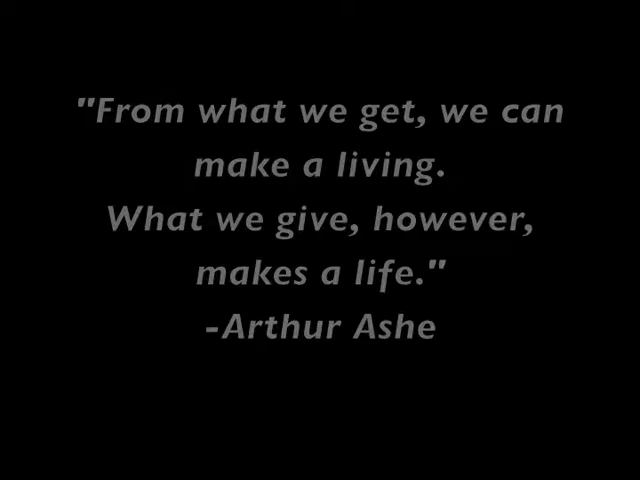 "From what we get, we can
make a living.
What we give, however,
makes a life."
-Arthur Ashe